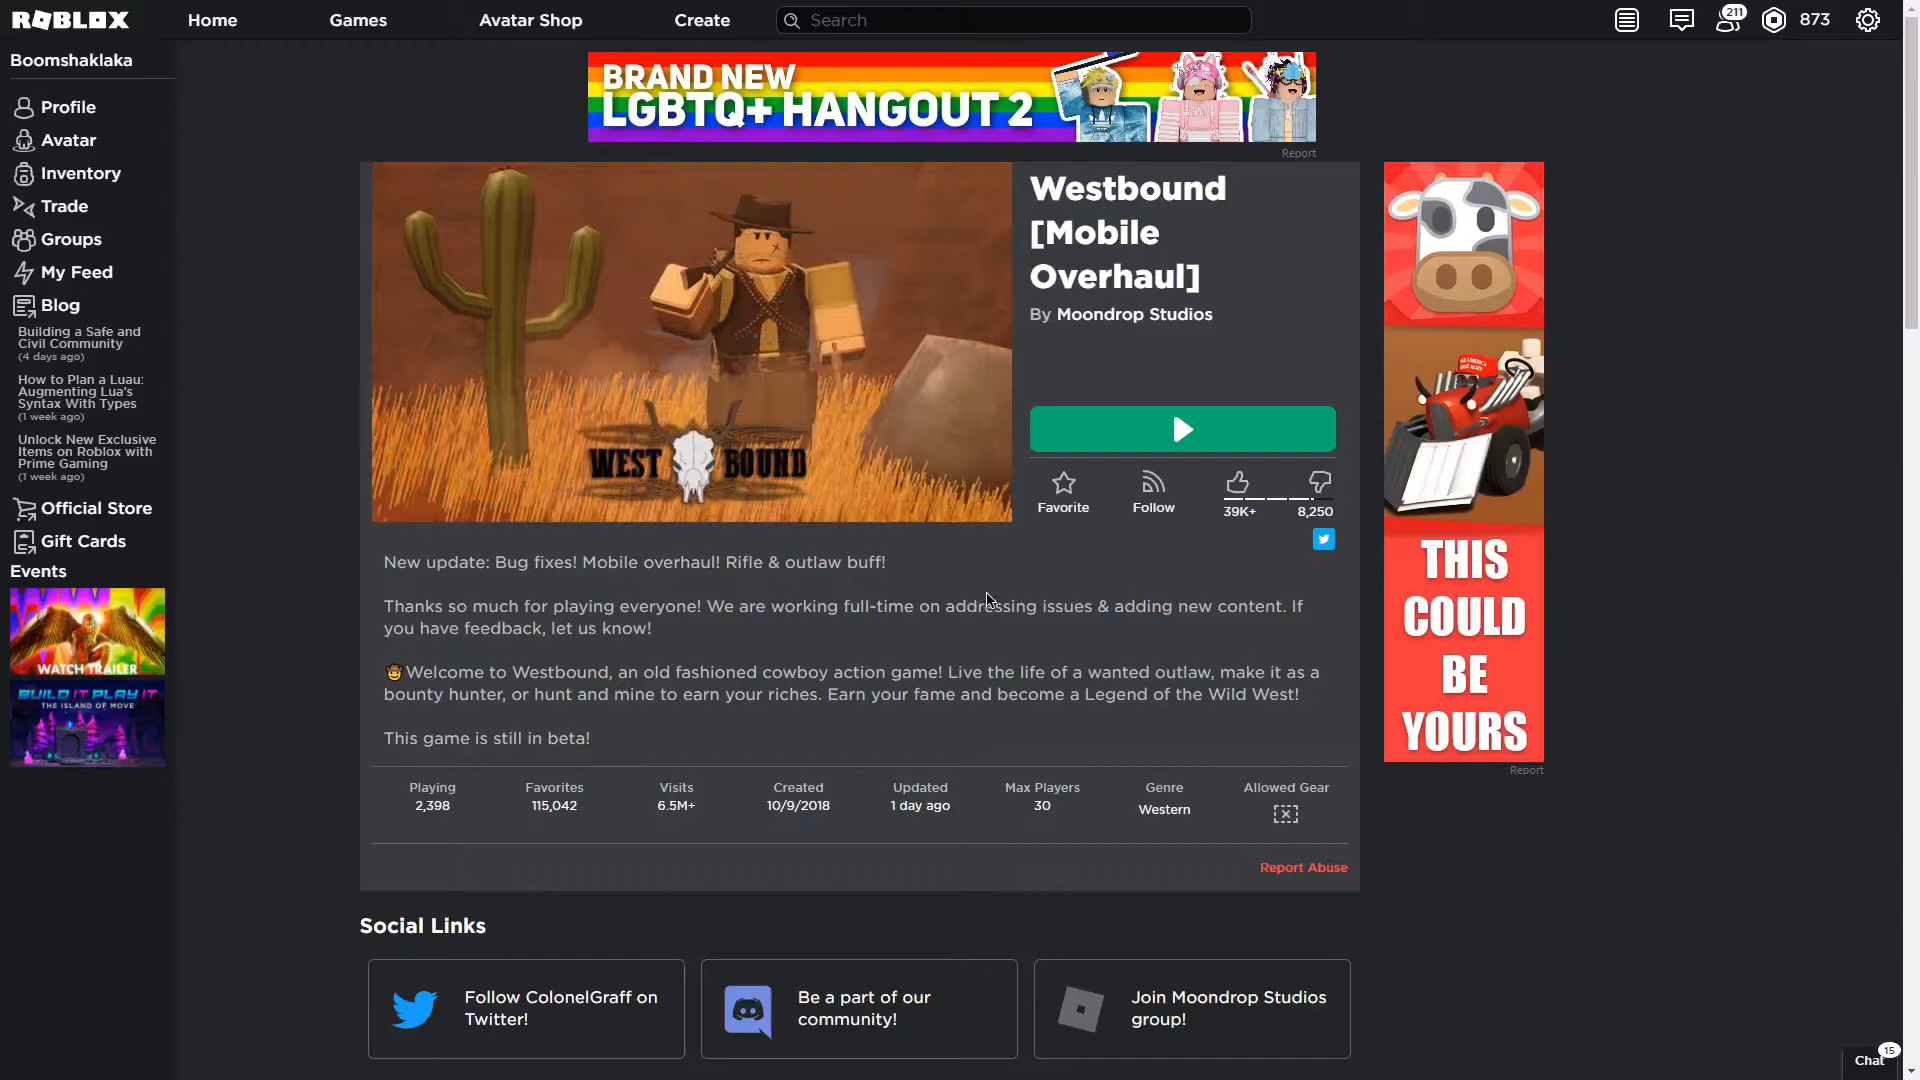 ROBLOX
Home
Games
Avatar Shop
Create
Search
211
873
Boomshaklaka
Profile
Avatar
Inventory
Trade
Groups
My Feed
Blog
Building a Safe and
Civil Community
(4 days ago)
How to Plan a Luau:
Augmenting Lua's
Syntax With Types
(1 week ago)
Unlock New Exclusive
Items on Roblox with
Prime Gaming
(1 week ago)
Official Store
Gift Cards
Events
WATCH TRAILER
BUILD IT PLAY IT
THE ISLAND OF MOVE
BRAND NEW
LGBTQ+ HANGOUT 2
Report
WEST BOUND
Westbound
[Mobile
Overhaul]
By Moondrop Studios
Favorite
Follow
39K+
8,250
New update: Bug fixes! Mobile overhaul! Rifle & outlaw buff!
Thanks so much for playing everyone! We are working full-time on addressing issues & adding new content. If
you have feedback, let us know!
🤠Welcome to Westbound, an old fashioned cowboy action game! Live the life of a wanted outlaw, make it as a
bounty hunter, or hunt and mine to earn your riches. Earn your fame and become a Legend of the Wild West!
This game is still in beta!
Playing
2,398
Favorites
115,042
Visits
6.5M+
Created
10/9/2018
Updated
1 day ago
Max Players
30
Genre
Western
Allowed Gear
Report Abuse
THIS
COULD
BE
YOURS
Report
Social Links
Follow ColonelGraff on
Twitter!
Be a part of our
community!
Join Moondrop Studios
group!
Chat
15